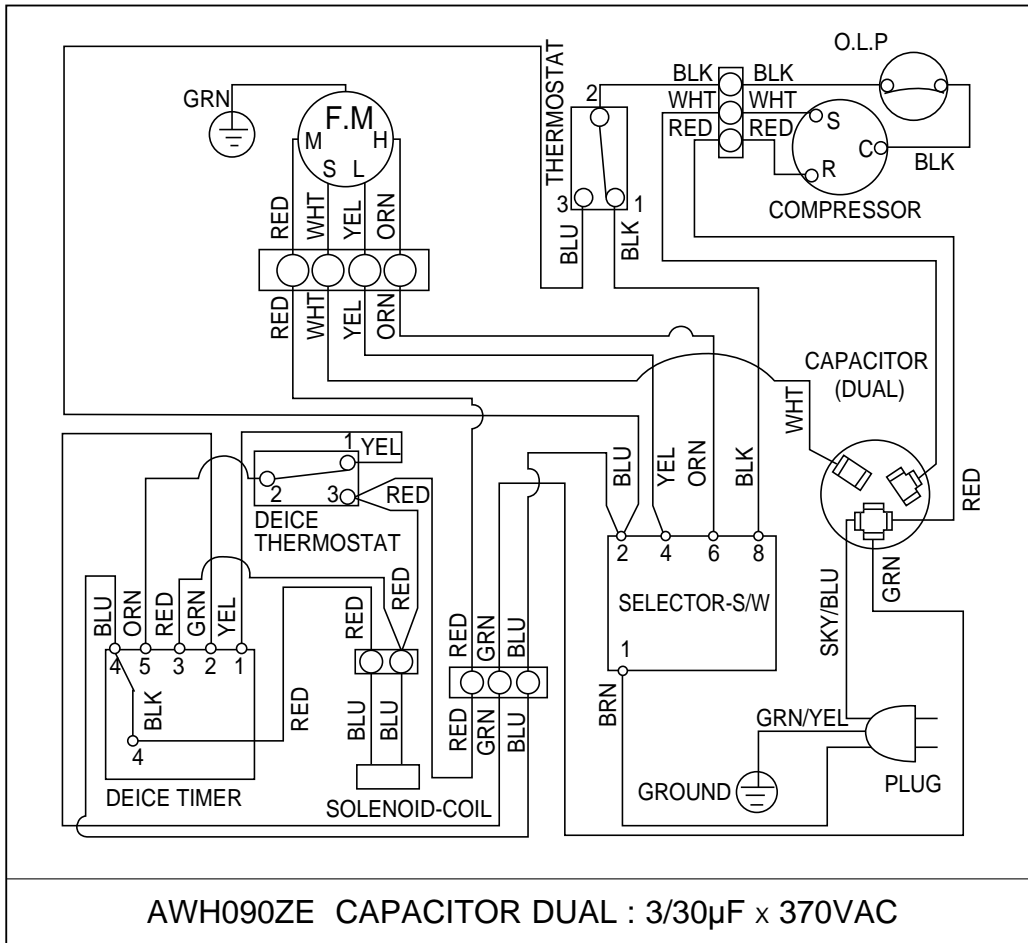 O.L.P
THERMOSTAT
2
BLK
BLK
GRN
WHT
WHT
F.M
M
H
S
L
RED
RED
S
C
R
BLK
3
1
COMPRESSOR
RED
WHT
YEL
ORN
BLU
BLK
RED
WHT
YEL
ORN
CAPACITOR
(DUAL)
WHT
1
YEL
2
3
RED
DEICE
THERMOSTAT
BLU
YEL
ORN
BLK
RED
2
4
6
8
SELECTOR-S/W
1
SKY/BLU
GRN
BLU
ORN
RED
GRN
YEL
RED
RED
RED
GRN
BLU
4
5
3
2
1
BLK
4
RED
BLU
BLU
RED
GRN
BLU
BRN
GRN/YEL
GROUND
PLUG
DEICE TIMER
SOLENOID-COIL
AWH090ZE CAPACITOR DUAL : 3/30µF x 370VAC